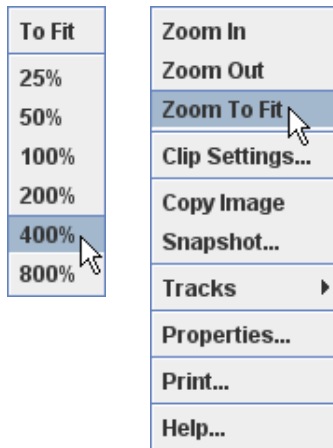 To Fit
25%
50%
100%
200%
400%
800%
Zoom In
Zoom Out
Zoom To Fit
Clip Settings...
Copy Image
Snapshot...
Tracks
Properties...
Print...
Help...